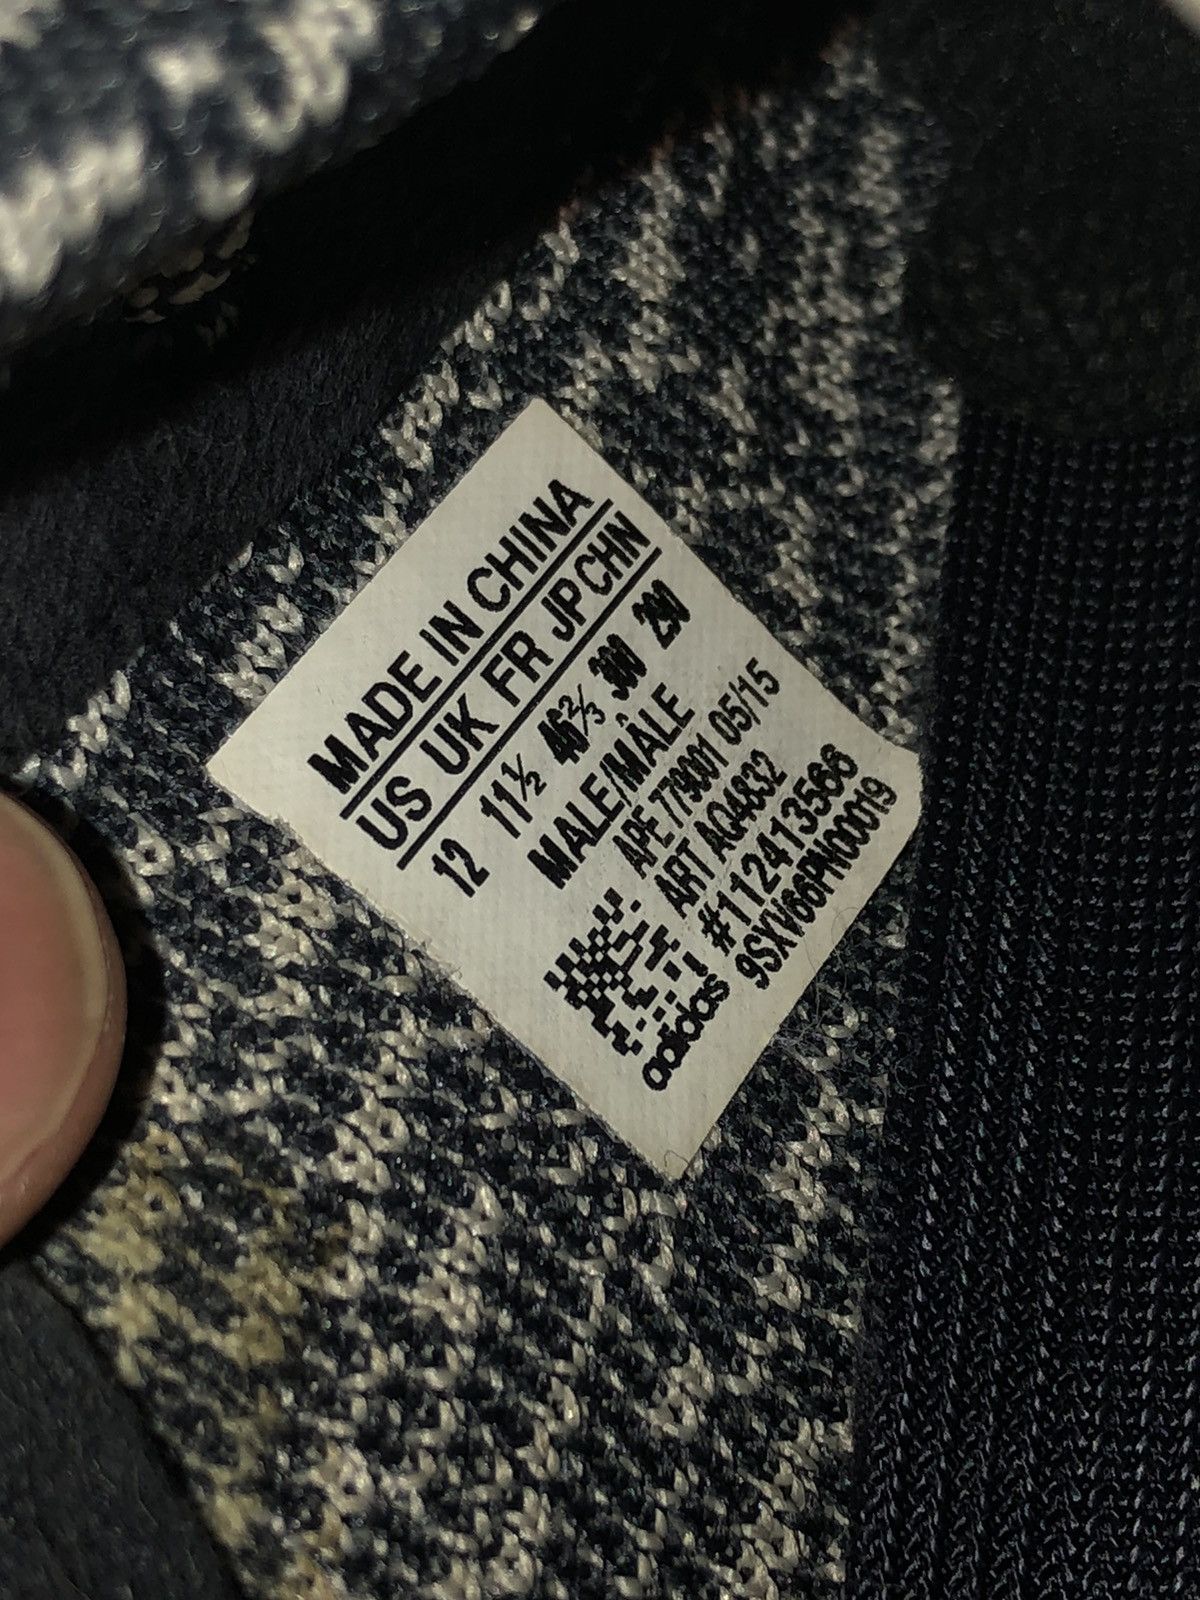 MADE IN CHINA
US UK FR JP CHN
12 11½ 46⅔ 300 290
MALE/MÂLE
APE 779001 05/15
ART AQ4832
#112413566
9SXV66PN00019
adidas